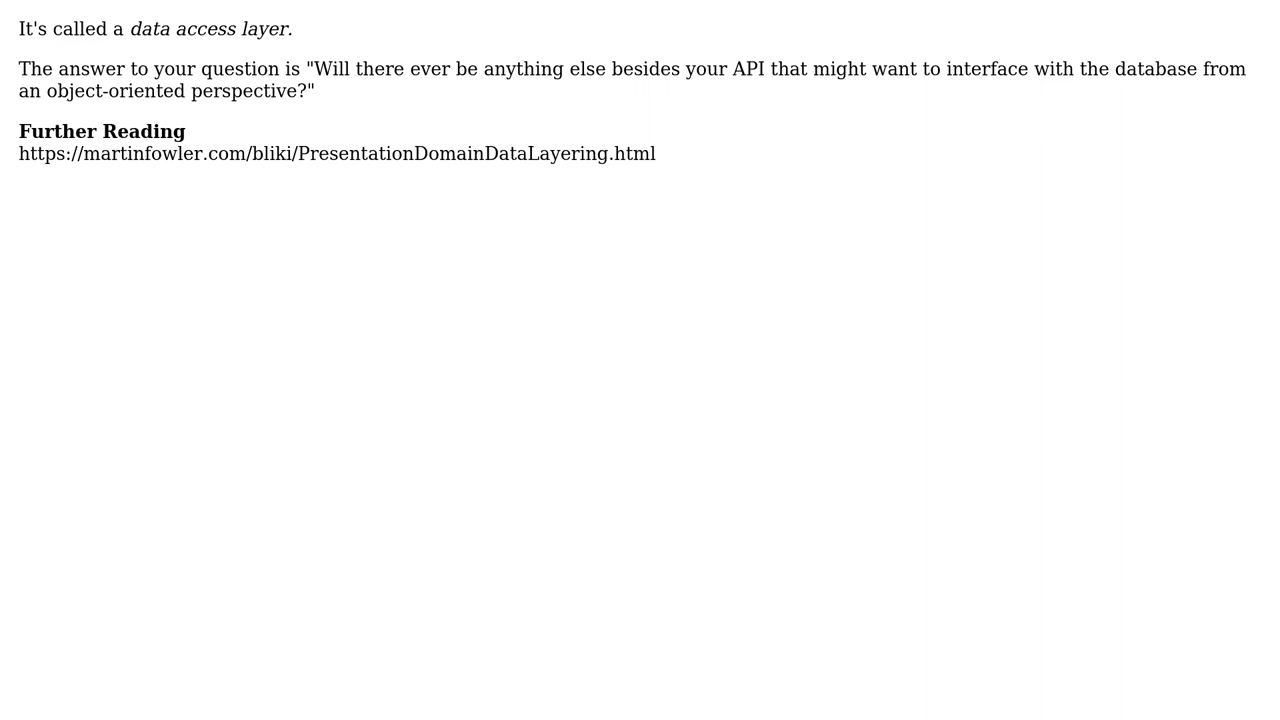 It's called a data access layer.
The answer to your question is "Will there ever be anything else besides your API that might want to interface with the database from
an object-oriented perspective?"
Further Reading
https://martinfowler.com/bliki/PresentationDomainDataLayering.html